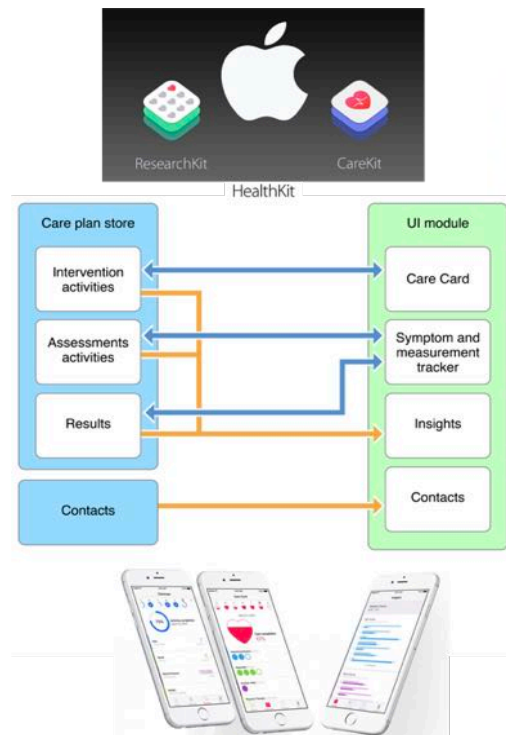 ResearchKit
CareKit
HealthKit
Care plan store
UI module
Intervention
activities
Care Card
Assessments
activities
Symptom and
measurement
tracker
Results
Insights
Contacts
Contacts